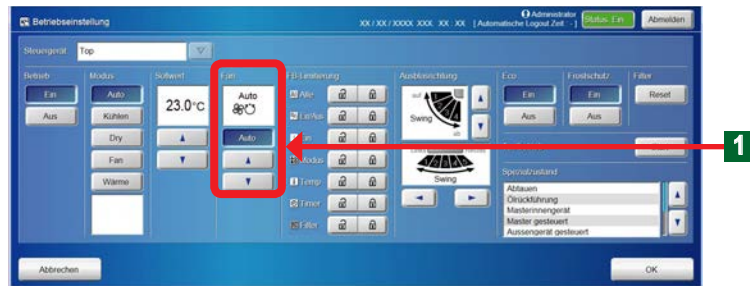 Betriebseinstellung
XX / XX / XXXX XXX XX : XX [ Automatische Logout Zeit : - ]
Administrator
Status: Ein
Abmelden
Steuergerät Top
Betrieb
Ein
Aus
Modus
Auto
Kühlen
Dry
Fan
Wärme
Sollwert
23.0°C
Fan
Auto
Auto
FB-Limitierung
Alle
Ein/Aus
Modus
Temp
Timer
Filter
Ausblasrichtung
auf
Swing
ab
Swing
Eco
Ein
Aus
Frostschutz
Ein
Aus
Filter
Reset
Spezialzustand
Abtauen
Ölrückführung
Masterinnengerät
Master gesteuert
Aussengerät gesteuert
Abbrechen
OK
1